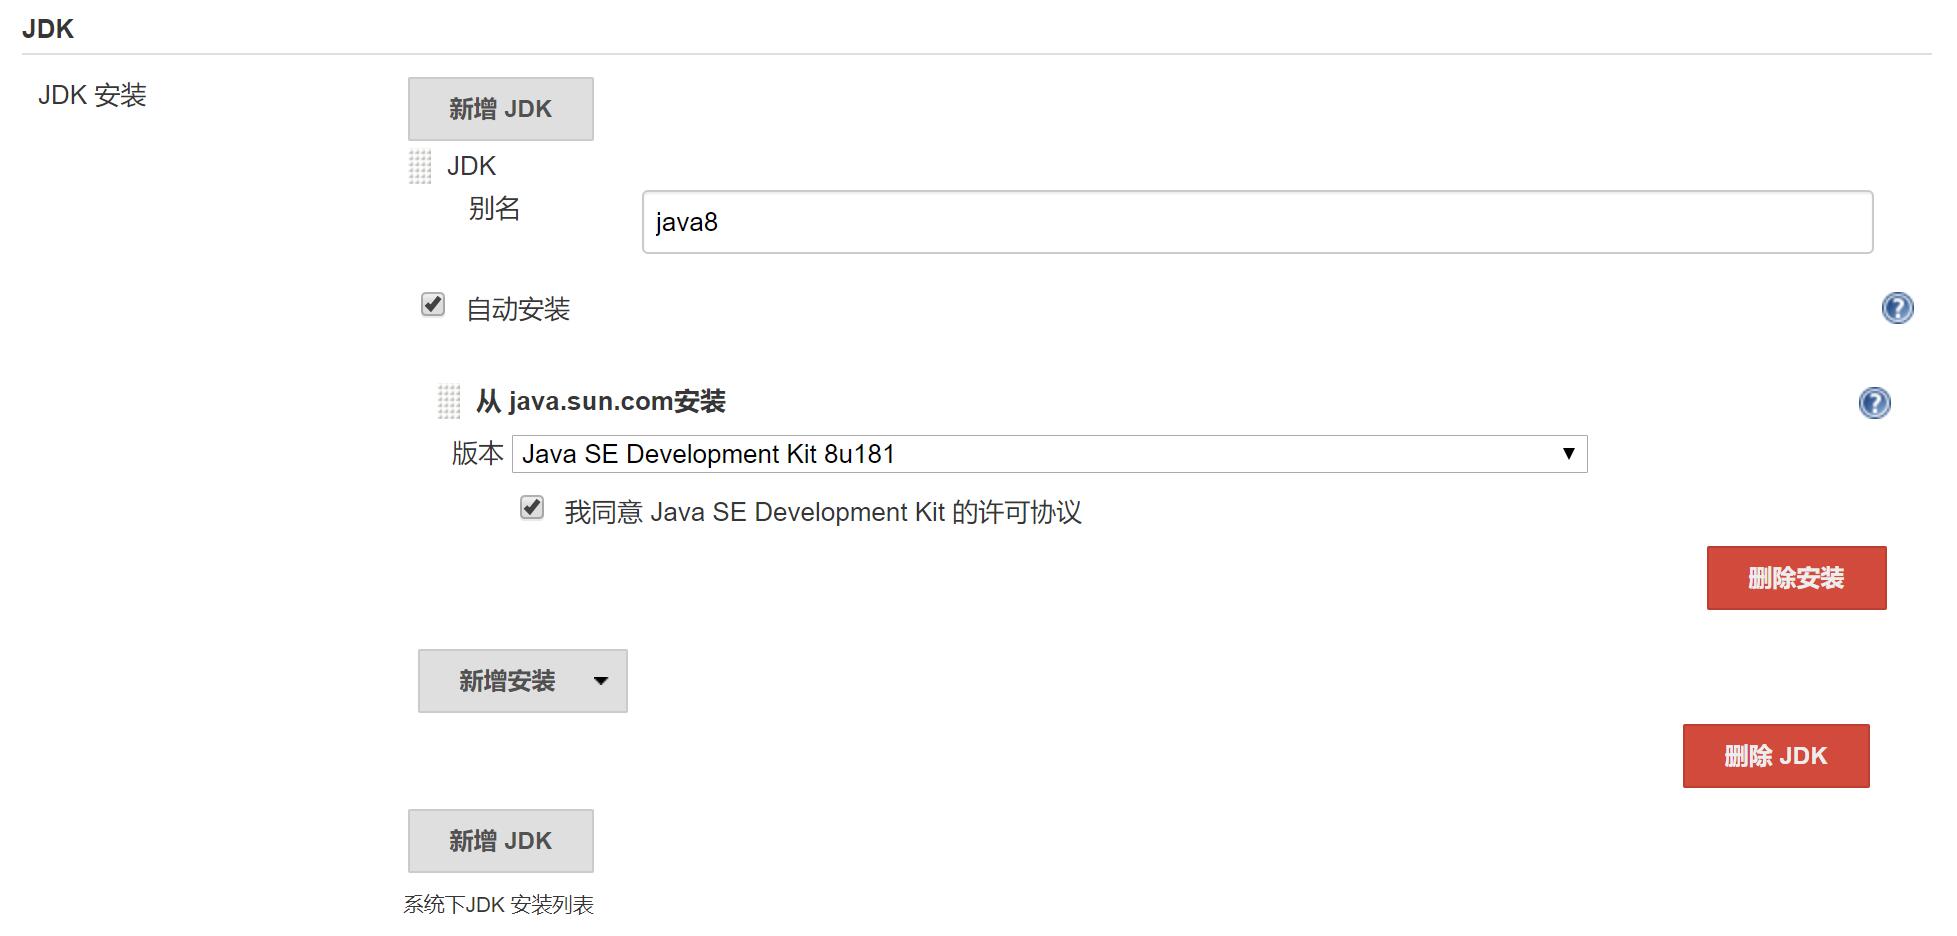 JDK
JDK 安装
新增 JDK
JDK
别名
java8
自动安装
从 java.sun.com安装
版本
Java SE Development Kit 8u181
我同意 Java SE Development Kit 的许可协议
删除安装
新增安装
删除 JDK
新增 JDK
系统下JDK 安装列表